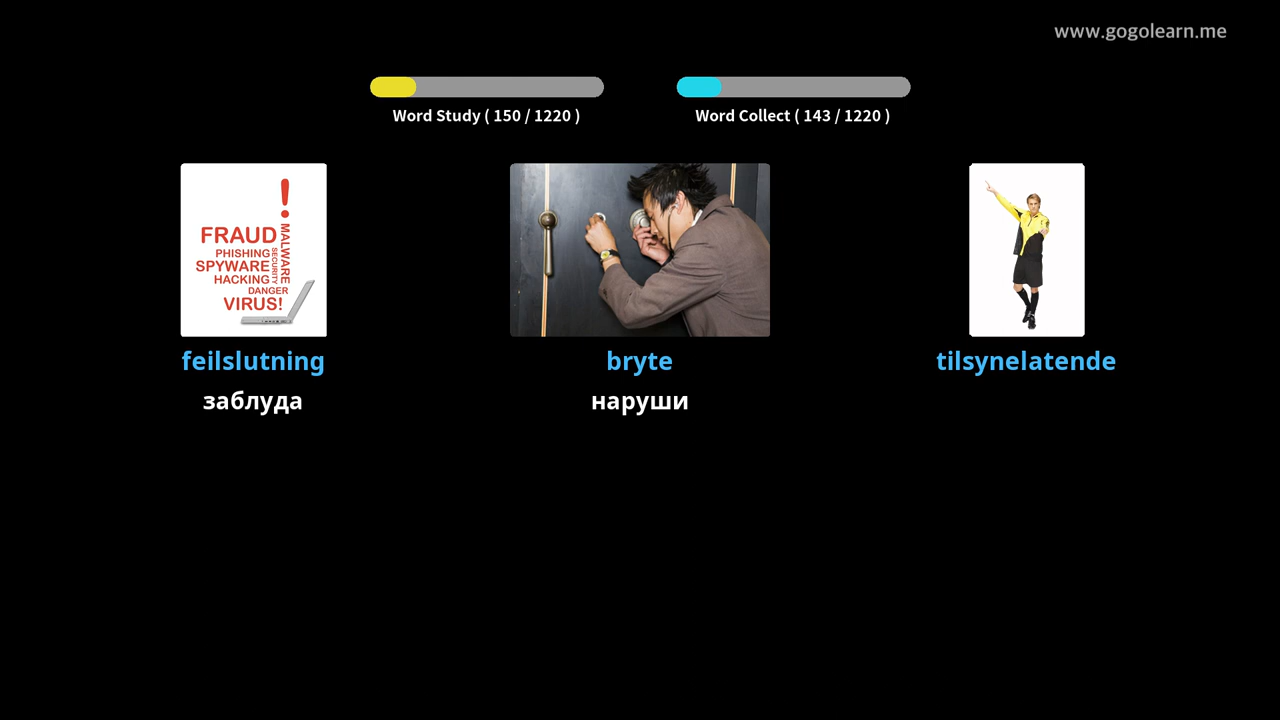 www.gogolearn.me
Word Study ( 150 / 1220 )
Word Collect ( 143 / 1220 )
!
FRAUD
MALWARE
PHISHING
SECURITY
SPYWARE
HACKING
DANGER
VIRUS!
feilslutning
bryte
tilsynelatende
заблуда
наруши